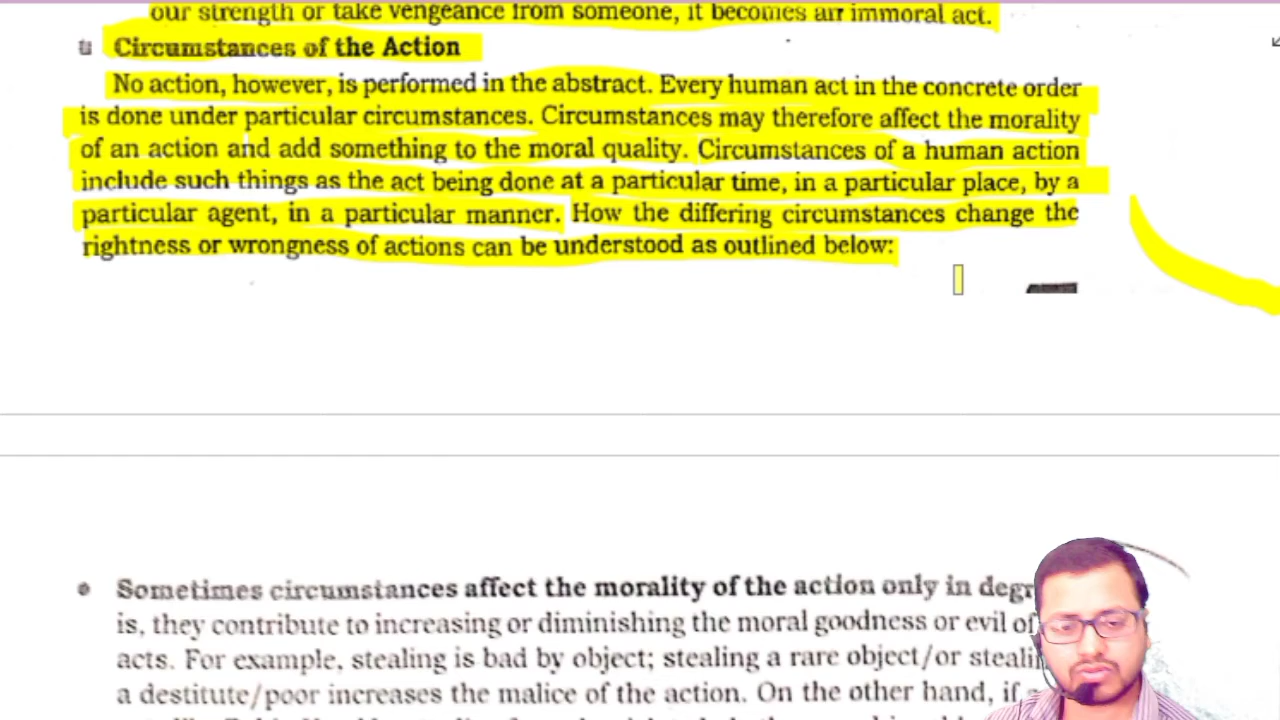 our strength or take vengeance from someone, it becomes an immoral act.
Circumstances of the Action
No action, however, is performed in the abstract. Every human act in the concrete order
is done under particular circumstances. Circumstances may therefore affect the morality
of an action and add something to the moral quality. Circumstances of a human action
include such things as the act being done at a particular time, in a particular place, by a
particular agent, in a particular manner. How the differing circumstances change the
rightness or wrongness of actions can be understood as outlined below:
Sometimes circumstances affect the morality of the action only in
is, they contribute to increasing or diminishing the moral goodness or evil of
acts. For example, stealing is bad by object; stealing a rare object/or
a destitute/poor increases the malice of the action. On the other hand, if